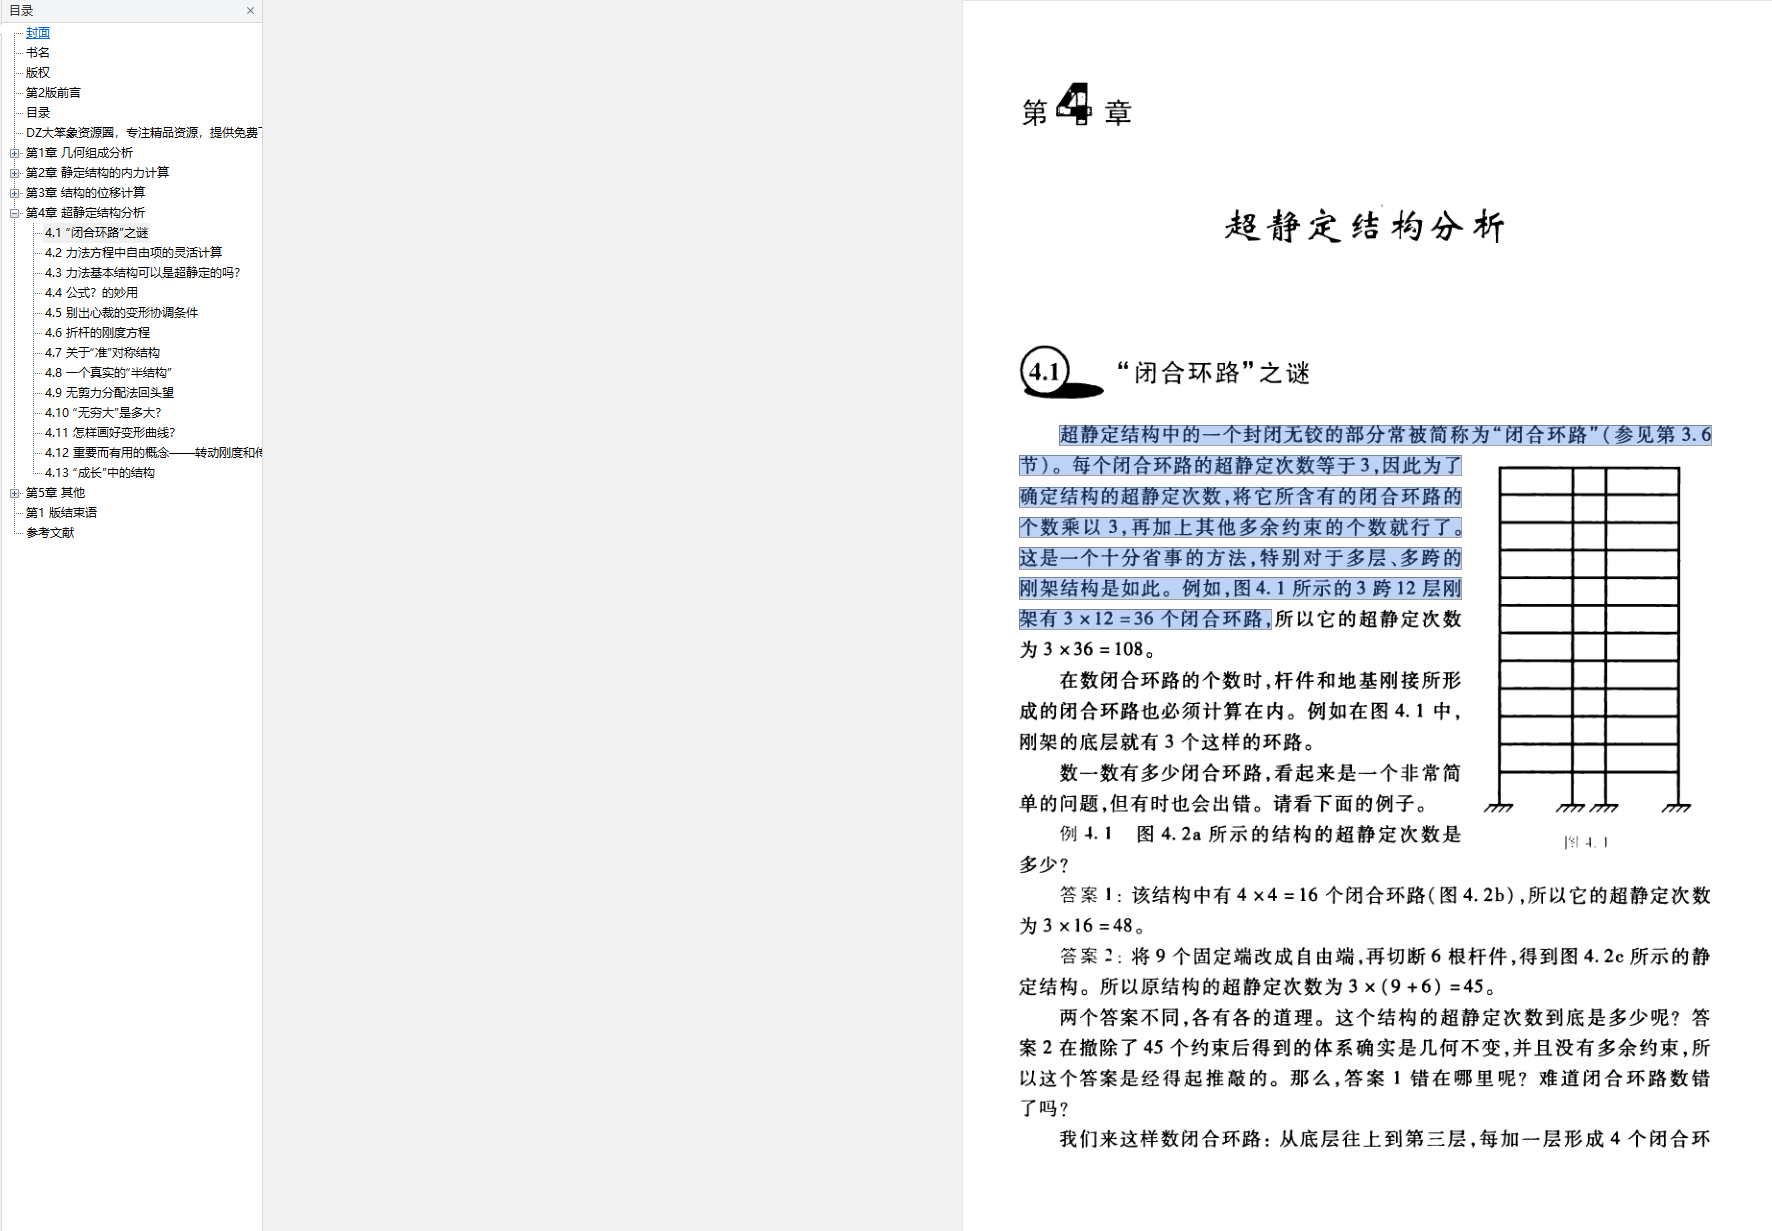 目录
封面
书名
版权
第2版前言
目录
DZ大笨象资源圈，专注精品资源，提供免费
第1章 几何组成分析
第2章 静定结构的内力计算
第3章 结构的位移计算
第4章 超静定结构分析
4.1 “闭合环路”之谜
4.2 力法方程中自由项的灵活计算
4.3 力法基本结构可以是超静定的吗？
4.4 公式？的妙用
4.5 别出心裁的变形协调条件
4.6 折杆的刚度方程
4.7 关于“准”对称结构
4.8 一个真实的“半结构”
4.9 无剪力分配法回头望
4.10 “无穷大”是多大？
4.11 怎样画好变形曲线？
4.12 重要而有用的概念——转动刚度和
4.13 “成长”中的结构
第5章 其他
第1 版结束语
参考文献
第4章
超静定结构分析
4.1 “闭合环路”之谜
超静定结构中的一个封闭无铰的部分常被简称为“闭合环路”（参见第 3.6
节）。每个闭合环路的超静定次数等于 3,因此为了
确定结构的超静定次数,将它所含有的闭合环路的
个数乘以 3,再加上其他多余约束的个数就行了。
这是一个十分省事的方法,特别对于多层、多跨的
刚架结构是如此。例如,图 4.1 所示的 3 跨 12 层刚
架有 3 ×12 =36 个闭合环路,所以它的超静定次数
为 3 ×36 =108。
在数闭合环路的个数时,杆件和地基刚接所形
成的闭合环路也必须计算在内。例如在图 4.1 中,
刚架的底层就有 3 个这样的环路。
数一数有多少闭合环路,看起来是一个非常简
单的问题,但有时也会出错。请看下面的例子。
例 4.1 图 4.2a 所示的结构的超静定次数是
多少？
图 4.1
答案 1: 该结构中有 4 ×4 =16 个闭合环路(图 4.2b),所以它的超静定次数
为 3 ×16 =48。
答案 2: 将 9 个固定端改成自由端,再切断 6 根杆件,得到图 4.2c 所示的静
定结构。所以原结构的超静定次数为 3 ×(9 +6) =45。
两个答案不同,各有各的道理。这个结构的超静定次数到底是多少呢？答
案 2 在撤除了 45 个约束后得到的体系确实是几何不变,并且没有多余约束,所
以这个答案是经得起推敲的。那么,答案 1 错在哪里呢？难道闭合环路数错
了吗？
我们来这样数闭合环路: 从底层往上到第三层,每加一层形成 4 个闭合环